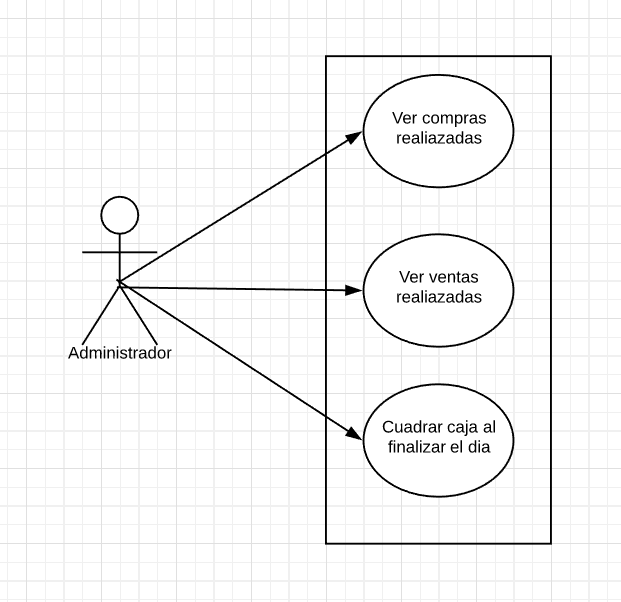 Ver compras
realiazadas
Ver ventas
realiazadas
Administrador
Cuadrar caja al
finalizar el dia